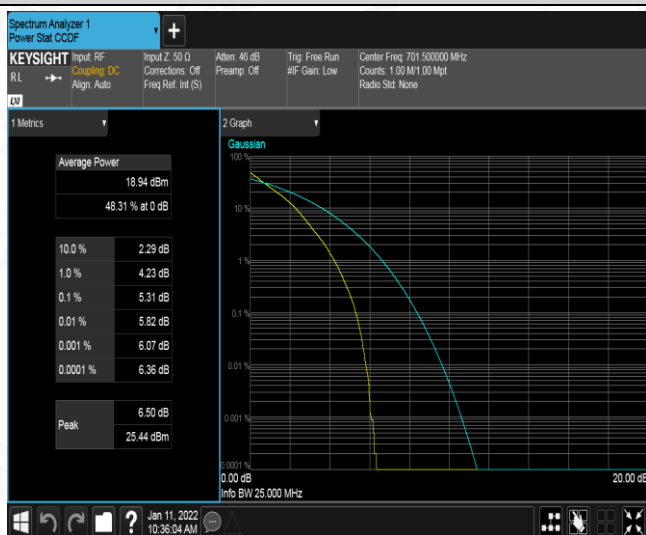 Spectrum Analyzer 1
Power Stat CCDF
+
KEYSIGHT
RL
LXI
Input: RF
Coupling: DC
Align: Auto
Input Z: 50 Ω
Corrections: Off
Freq Ref: Int (S)
Atten: 46 dB
Preamp: Off
Trig: Free Run
#IF Gain: Low
Center Freq: 701.500000 MHz
Counts: 1.00 M/1.00 Mpt
Radio Std: None
1 Metrics
Average Power
18.94 dBm
48.31 % at 0 dB
10.0 % 2.29 dB
1.0 % 4.23 dB
0.1 % 5.31 dB
0.01 % 5.82 dB
0.001 % 6.07 dB
0.0001 % 6.36 dB
Peak
6.50 dB
25.44 dBm
2 Graph
Gaussian
100 %
10 %
1 %
0.1 %
0.01 %
0.001 %
0.0001 %
0.00 dB 20.00 dB
Info BW 25.000 MHz
?
Jan 11, 2022
10:36:04 AM